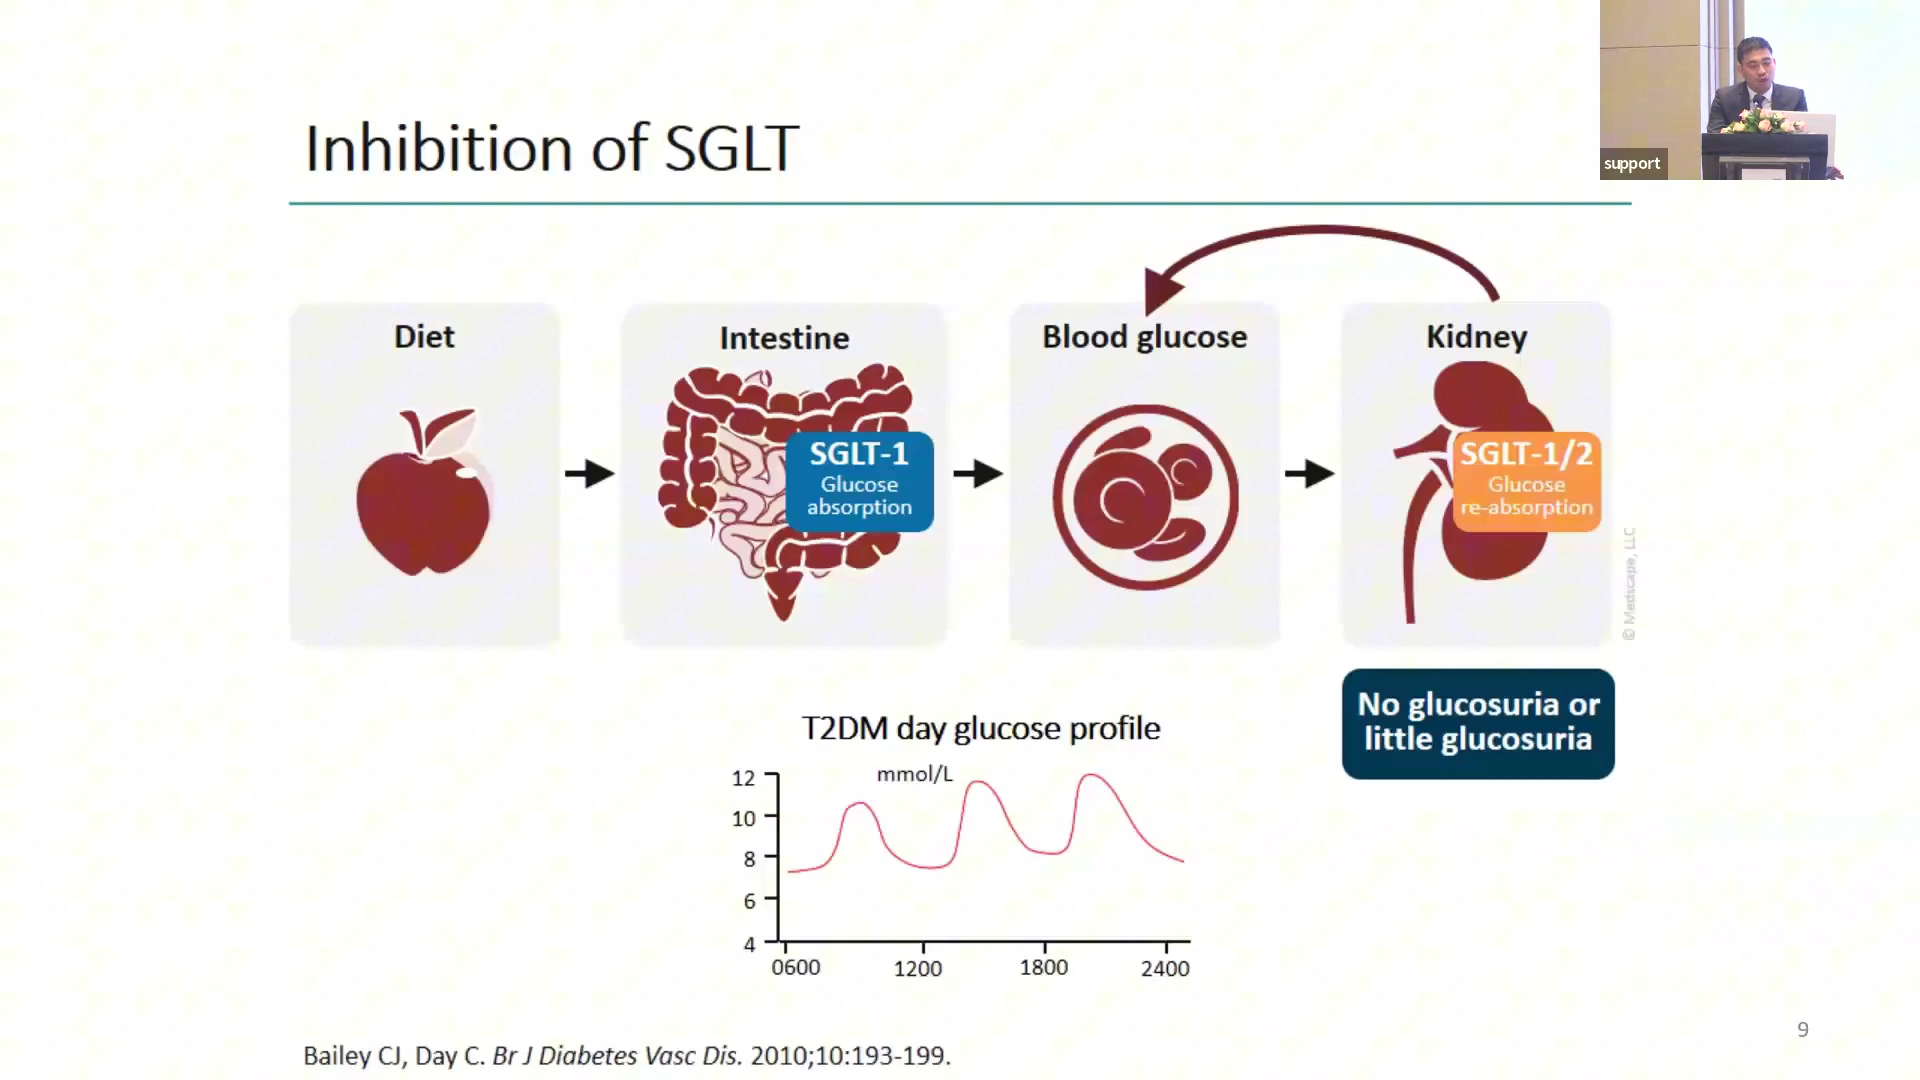 support
Inhibition of SGLT
Diet
Intestine
SGLT-1
Glucose
absorption
Blood glucose
Kidney
SGLT-1/2
Glucose
re-absorption
© Medscape, LLC
No glucosuria or
little glucosuria
T2DM day glucose profile
mmol/L
12
10
8
6
4
0600 1200 1800 2400
9
Bailey CJ, Day C. Br J Diabetes Vasc Dis. 2010;10:193-199.